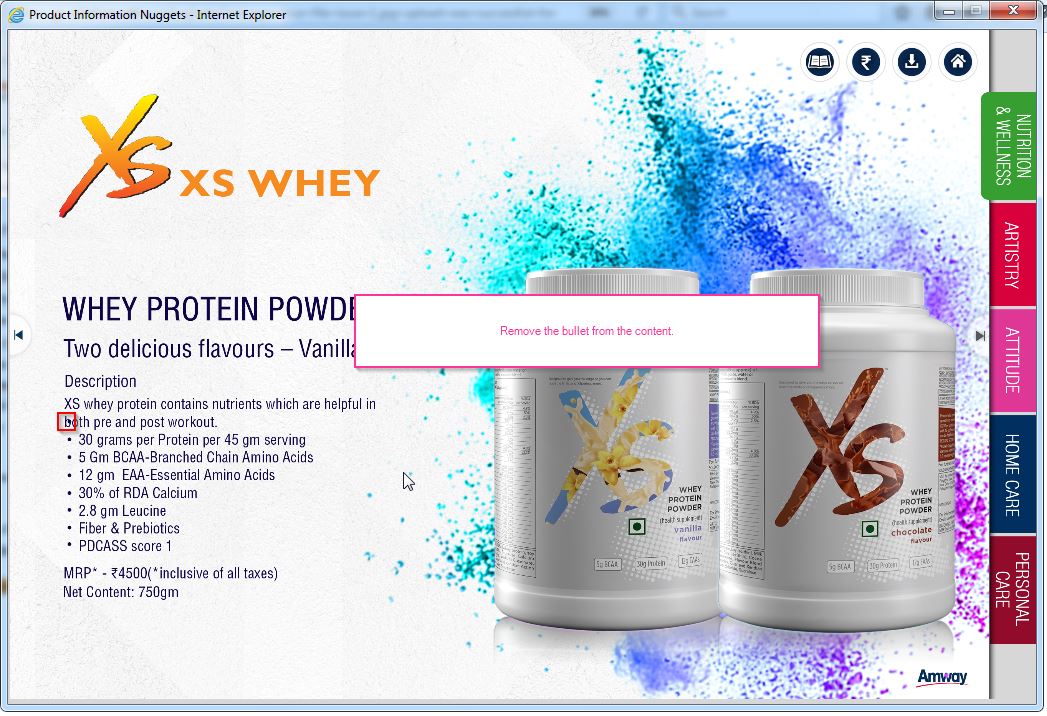 Product Information Nuggets - Internet Explorer
XS
XS WHEY
WHEY PROTEIN POWDE
Two delicious flavours – Vanilla
Remove the bullet from the content.
Description
XS whey protein contains nutrients which are helpful in
both pre and post workout.
• 30 grams per Protein per 45 gm serving
• 5 Gm BCAA-Branched Chain Amino Acids
• 12 gm EAA-Essential Amino Acids
• 30% of RDA Calcium
• 2.8 gm Leucine
• Fiber & Prebiotics
• PDCASS score 1
MRP* - ₹4500(*inclusive of all taxes)
Net Content: 750gm
XS
WHEY
PROTEIN
POWDER
(health supplement)
vanilla
flavour
5g BCAA
30g Protein
XS
WHEY
PROTEIN
POWDER
(health supplement)
chocolate
flavour
5g BCAA
30g Protein
Amway
₹
NUTRITION
& WELLNESS
ARTISTRY
ATTITUDE
HOME CARE
PERSONAL
CARE